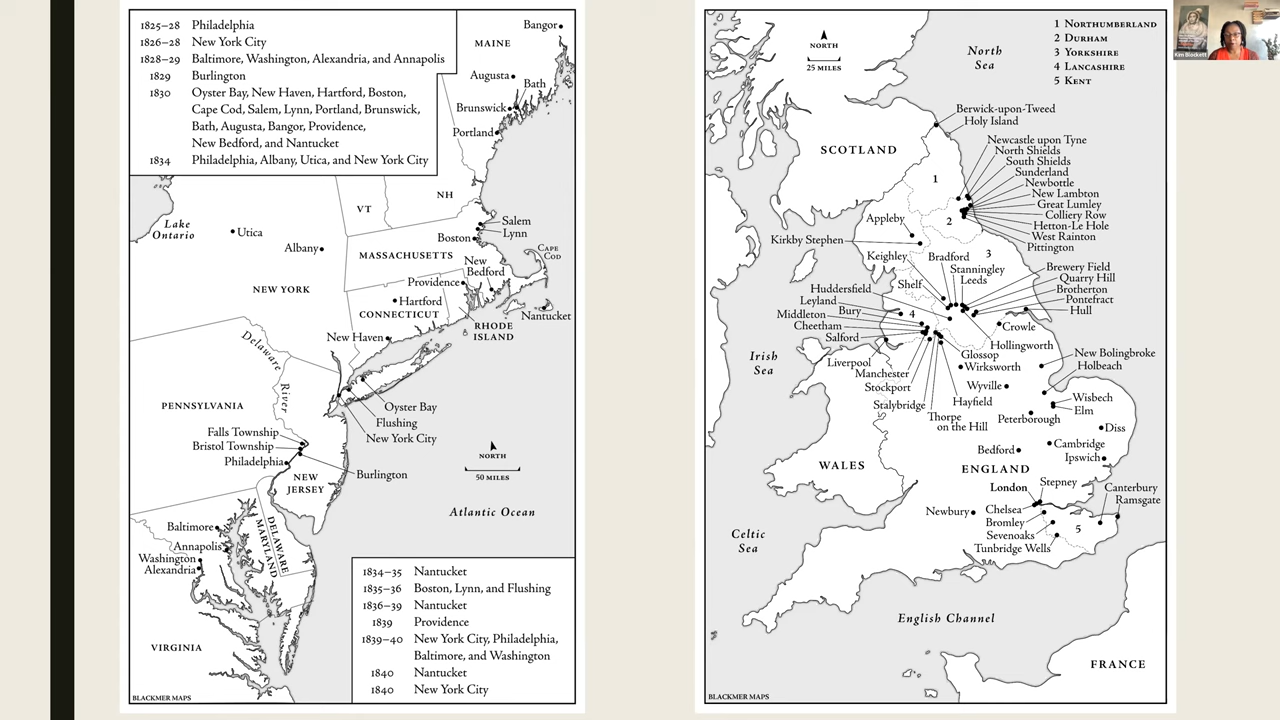 1825–28 Philadelphia
1826–28 New York City
1828–29 Baltimore, Washington, Alexandria, and Annapolis
1829 Burlington
1830 Oyster Bay, New Haven, Hartford, Boston,
Cape Cod, Salem, Lynn, Portland, Brunswick,
Bath, Augusta, Bangor, Providence,
New Bedford, and Nantucket
1834 Philadelphia, Albany, Utica, and New York City
Bangor
MAINE
Augusta
Bath
Brunswick
Portland
NH
VT
Lake
Ontario
Utica
Albany
Salem
Lynn
Boston
MASSACHUSETTS
CAPE
COD
New
Bedford
Providence
NEW YORK
Hartford
CONNECTICUT
Nantucket
RHODE
ISLAND
New Haven
Delaware
River
PENNSYLVANIA
Oyster Bay
Flushing
New York City
Falls Township
Bristol Township
Philadelphia
Burlington
NEW
JERSEY
NORTH
50 MILES
Atlantic Ocean
Baltimore
Annapolis
Washington
Alexandria
DELAWARE
MARYLAND
VIRGINIA
1834–35 Nantucket
1835–36 Boston, Lynn, and Flushing
1836–39 Nantucket
1839 Providence
1839–40 New York City, Philadelphia,
Baltimore, and Washington
1840 Nantucket
1840 New York City
BLACKMER MAPS
NORTH
25 MILES
North
Sea
1 NORTHUMBERLAND
2 DURHAM
3 YORKSHIRE
4 LANCASHIRE
5 KENT
Berwick-upon-Tweed
Holy Island
SCOTLAND
Newcastle upon Tyne
North Shields
South Shields
Sunderland
Newbottle
New Lambton
Great Lumley
Colliery Row
Hetton-Le Hole
West Rainton
Pittington
1
2
3
4
5
Appleby
Kirkby Stephen
Keighley
Bradford
Stanningley
Leeds
Shelf
Brewery Field
Quarry Hill
Brotherton
Pontefract
Hull
Huddersfield
Leyland
Bury
Middleton
Cheetham
Salford
Crowle
Hollingworth
Irish
Sea
Liverpool
Manchester
Stockport
Stalybridge
Glossop
Wirksworth
Wyville
Hayfield
Thorpe
on the Hill
New Bolingbroke
Holbeach
Wisbech
Elm
Peterborough
Diss
Bedford
Cambridge
Ipswich
WALES
ENGLAND
London
Stepney
Canterbury
Ramsgate
Newbury
Chelsea
Bromley
Sevenoaks
Tunbridge Wells
Celtic
Sea
English Channel
FRANCE
BLACKMER MAPS
Kim Blockett